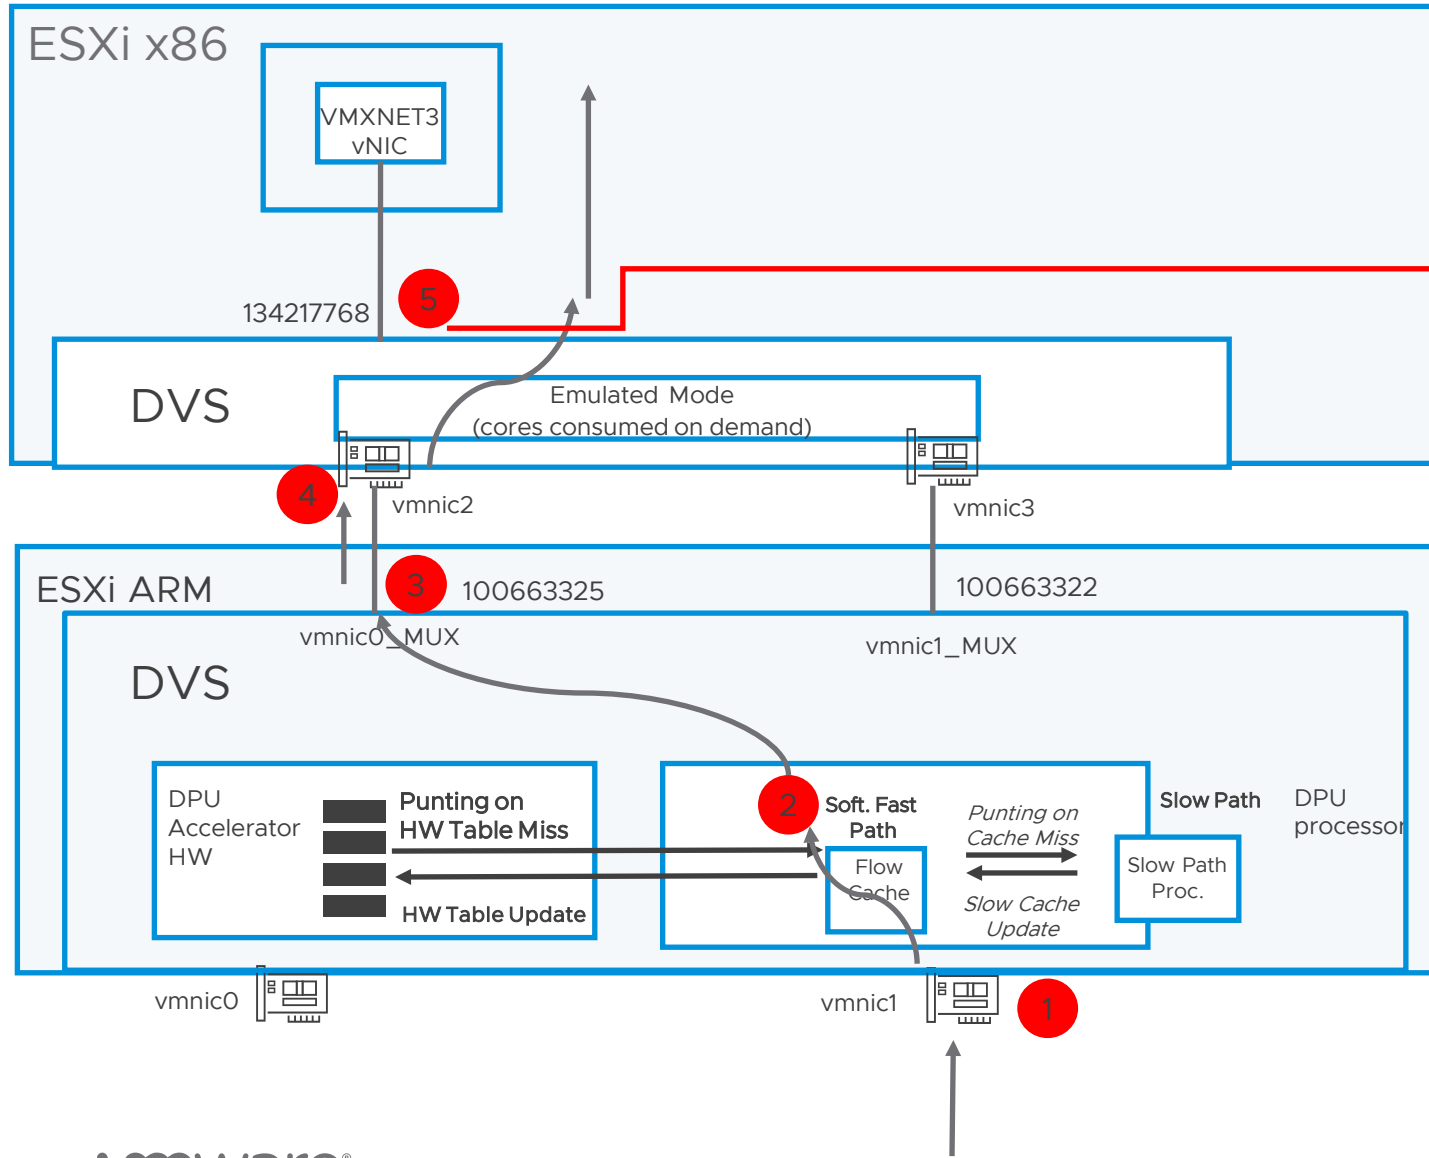 ESXi x86
VMXNET3
vNIC
134217768
5
DVS
Emulated Mode
(cores consumed on demand)
4
vmnic2
vmnic3
ESXi ARM
3
100663325
100663322
vmnic0_MUX
vmnic1_MUX
DVS
DPU
Accelerator
HW
Punting on
HW Table Miss
HW Table Update
2
Soft. Fast
Path
Flow
Cache
Punting on
Cache Miss
Slow Cache
Update
Slow Path
Slow Path
Proc.
DPU
processor
vmnic0
vmnic1
1